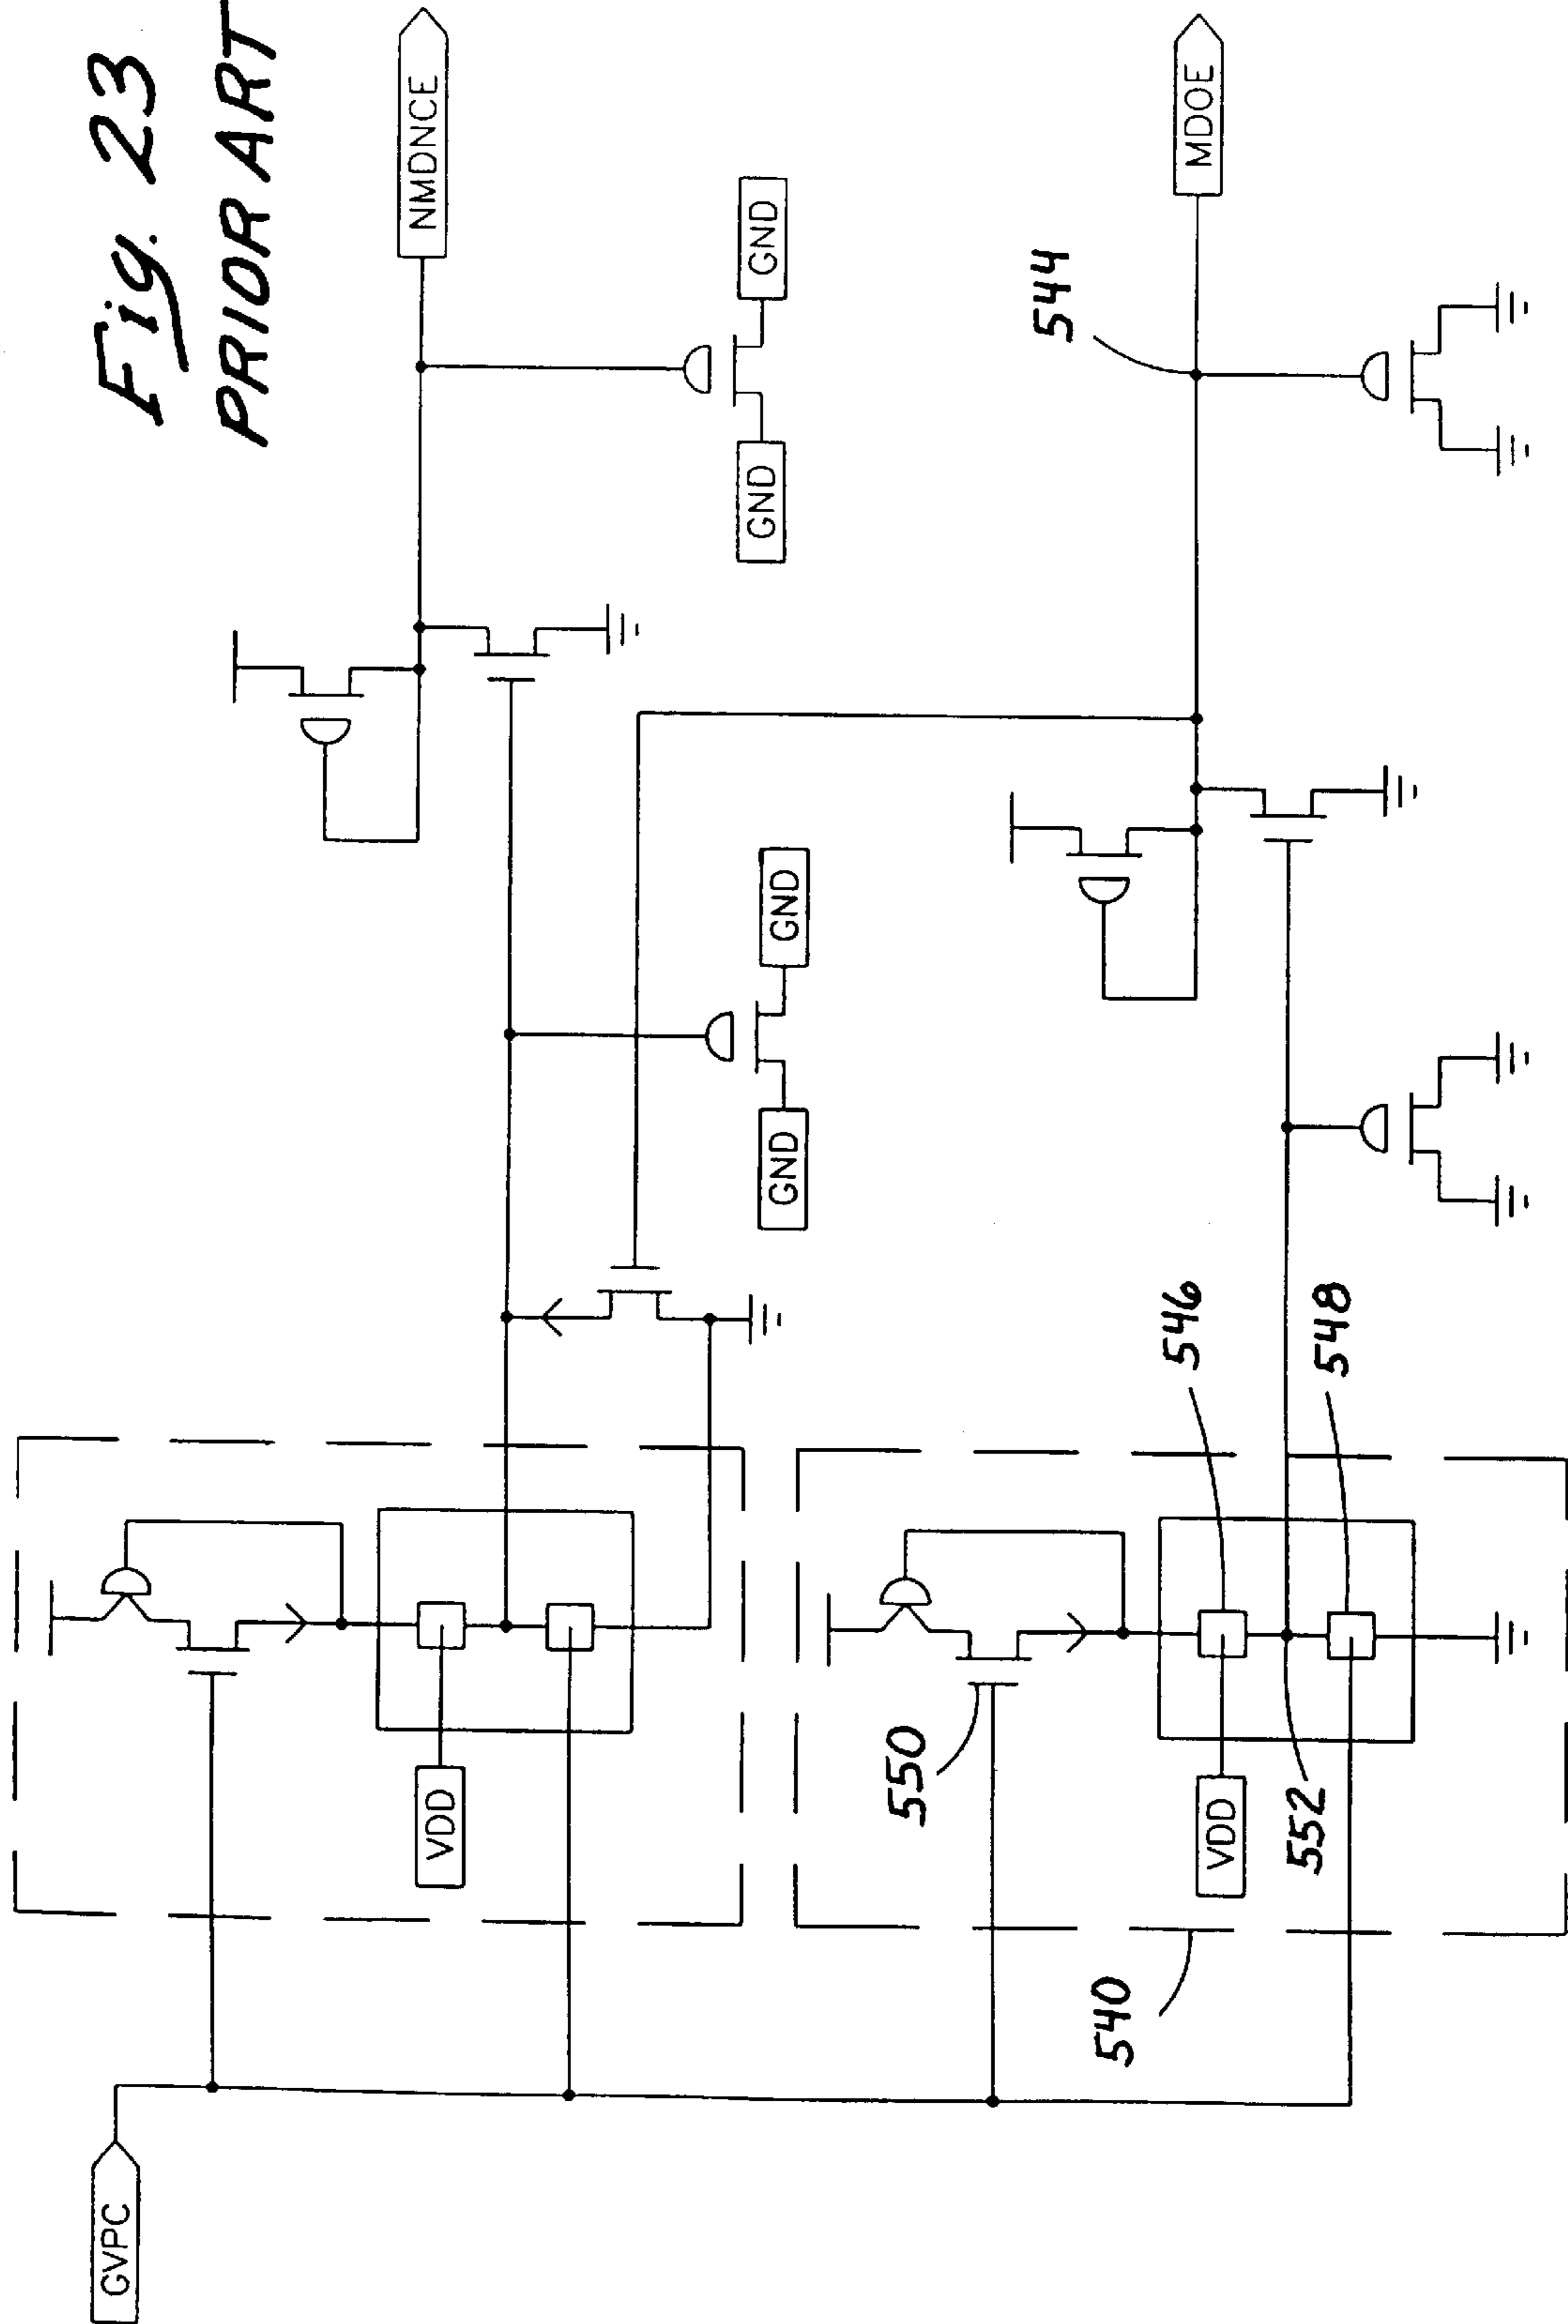 Fig. 23
PRIOR ART
GVPC
NMDNCE
GND
GND
VDD
GND
GND
MDOE
544
550
VDD
546
548
552
540